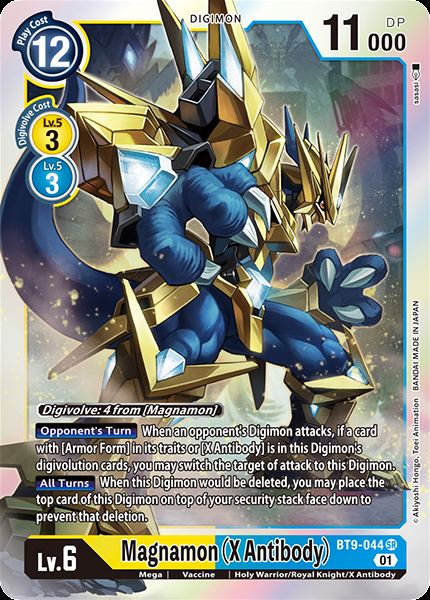 DIGIMON
Play Cost
12
DP
11 000
Digivolve Cost
Lv.5
3
Lv.5
3
sasasi
Digivolve: 4 from [Magnamon]
Opponent's Turn When an opponent's Digimon attacks, if a card
with [Armor Form] in its traits or [X Antibody] is in this Digimon's
digivolution cards, you may switch the target of attack to this Digimon.
All Turns When this Digimon would be deleted, you may place the
top card of this Digimon on top of your security stack face down to
prevent that deletion.
©Akiyoshi Hongo, Toei Animation BANDAI MADE IN JAPAN
Lv.6
Magnamon (X Antibody)
BT9-044 SR
01
Mega | Vaccine | Holy Warrior/Royal Knight/X Antibody